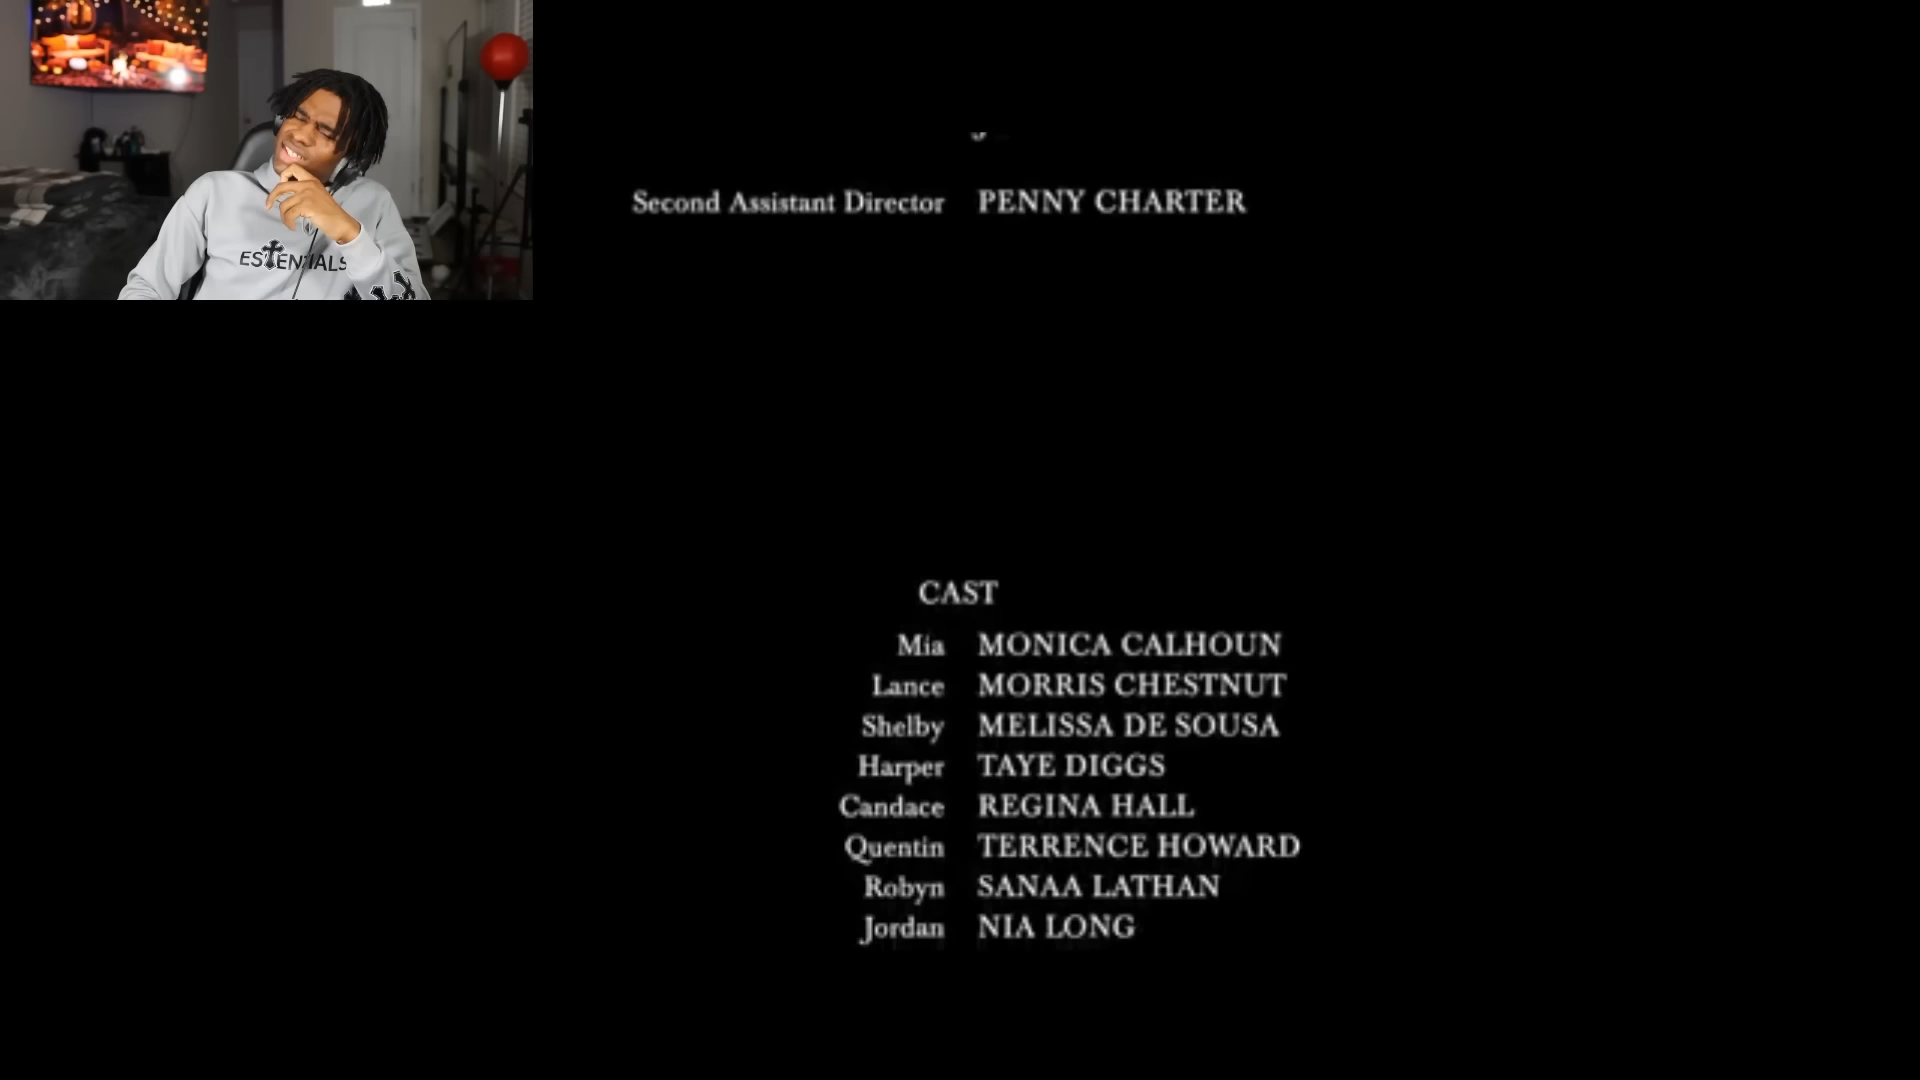 ESSENTIALS
Second Assistant Director PENNY CHARTER
CAST
Mia MONICA CALHOUN
Lance MORRIS CHESTNUT
Shelby MELISSA DE SOUSA
Harper TAYE DIGGS
Candace REGINA HALL
Quentin TERRENCE HOWARD
Robyn SANAA LATHAN
Jordan NIA LONG